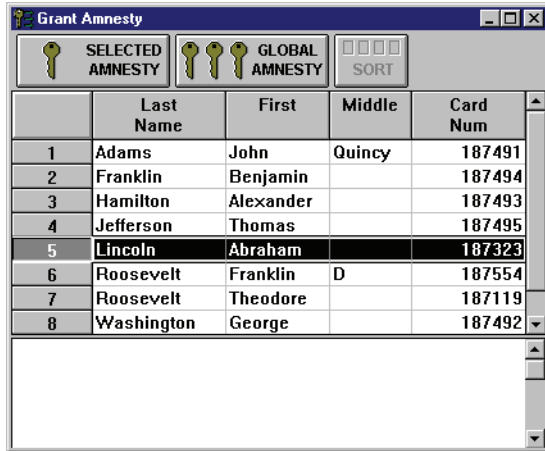 Grant Amnesty
SELECTED AMNESTY GLOBAL AMNESTY SORT
Last Name First Middle Card Num
1 Adams John Quincy 187491
2 Franklin Benjamin 187494
3 Hamilton Alexander 187493
4 Jefferson Thomas 187495
5 Lincoln Abraham 187323
6 Roosevelt Franklin D 187554
7 Roosevelt Theodore 187119
8 Washington George 187492